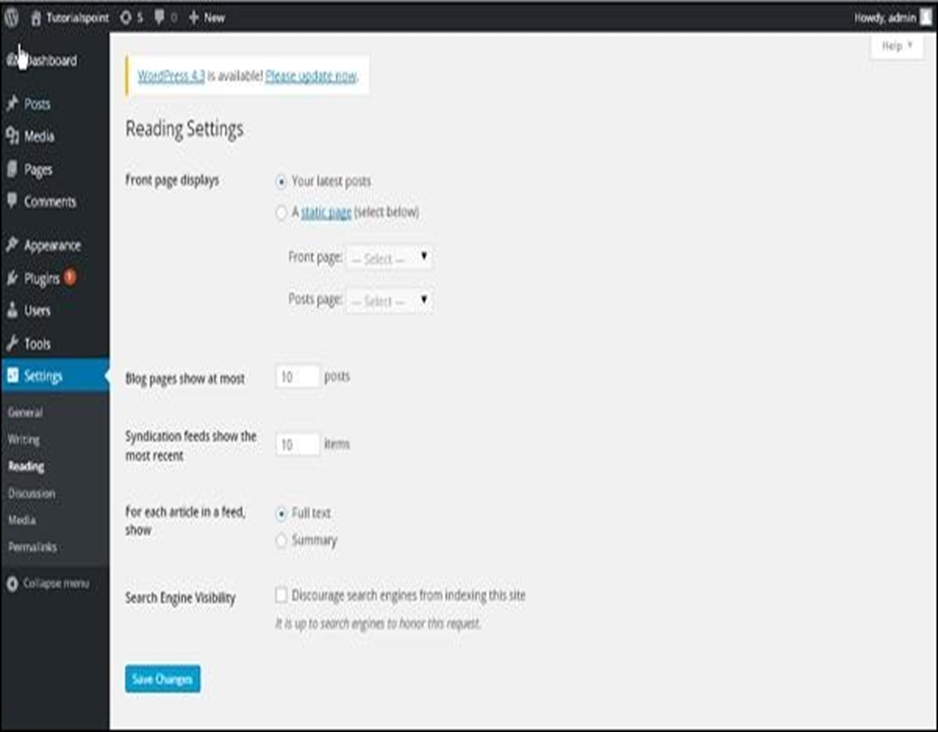 Tutorialspoint 5 0 + New Howdy, admin
Help ▼
Dashboard
Posts
Media
Pages
Comments
Appearance
Plugins 1
Users
Tools
Settings
General
Writing
Reading
Discussion
Media
Permalinks
Collapse menu
WordPress 4.3 is available! Please update now.
Reading Settings
Front page displays
Your latest posts
A static page (select below)
Front page: — Select — ▼
Posts page: — Select — ▼
Blog pages show at most 10 posts
Syndication feeds show the
most recent
10 items
For each article in a feed,
show
Full text
Summary
Search Engine Visibility
Discourage search engines from indexing this site
It is up to search engines to honor this request.
Save Changes